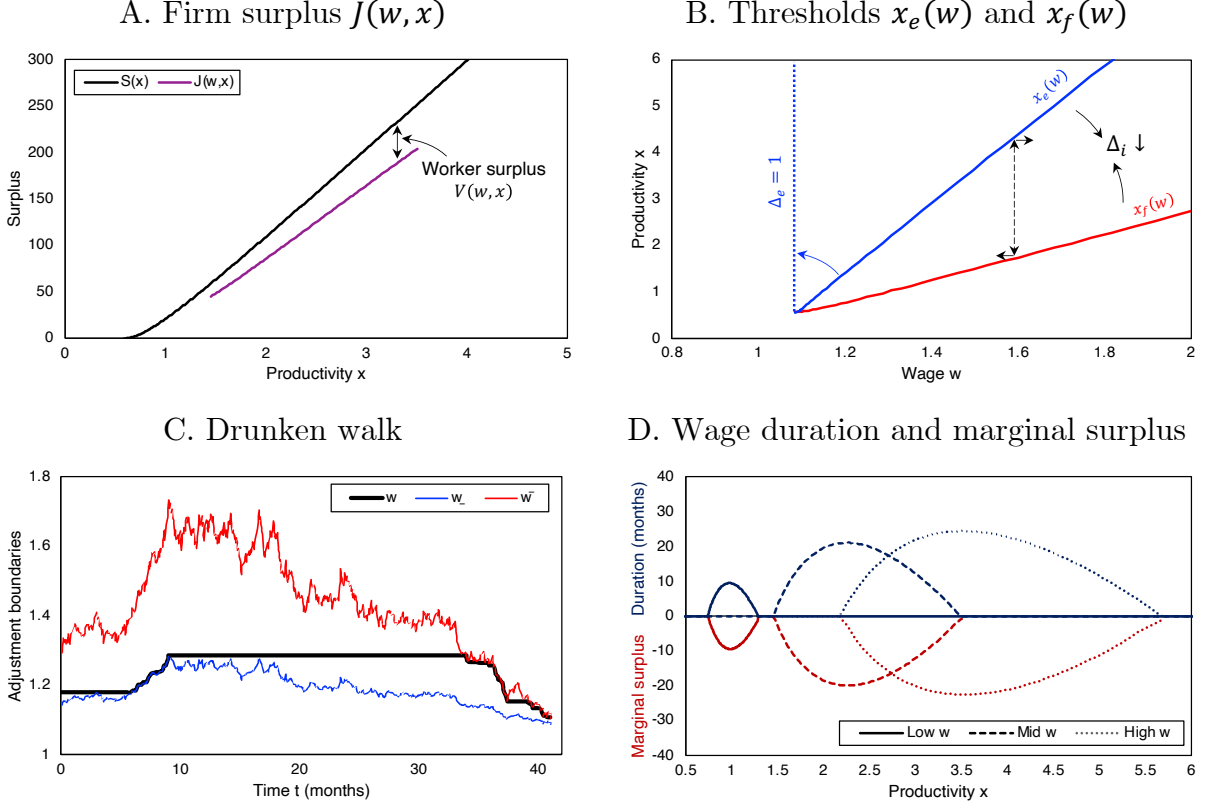 A. Firm surplus J(w, x)
300
250
200
150
100
50
0
Surplus
S(x)
J(w,x)
Worker surplus
V(w, x)
0 1 2 3 4 5
Productivity x
B. Thresholds x_e(w) and x_f(w)
6
5
4
3
2
1
0
Productivity x
Δ_e = 1
x_e(w)
Δ_i ↓
x_f(w)
0.8 1 1.2 1.4 1.6 1.8 2
Wage w
C. Drunken walk
1.8
1.6
1.4
1.2
1
Adjustment boundaries
w w_ w¯
0 10 20 30 40
Time t (months)
D. Wage duration and marginal surplus
40
30
20
10
0
-10
-20
-30
-40
Duration (months)
Marginal surplus
Low w Mid w High w
0.5 1 1.5 2 2.5 3 3.5 4 4.5 5 5.5 6
Productivity x